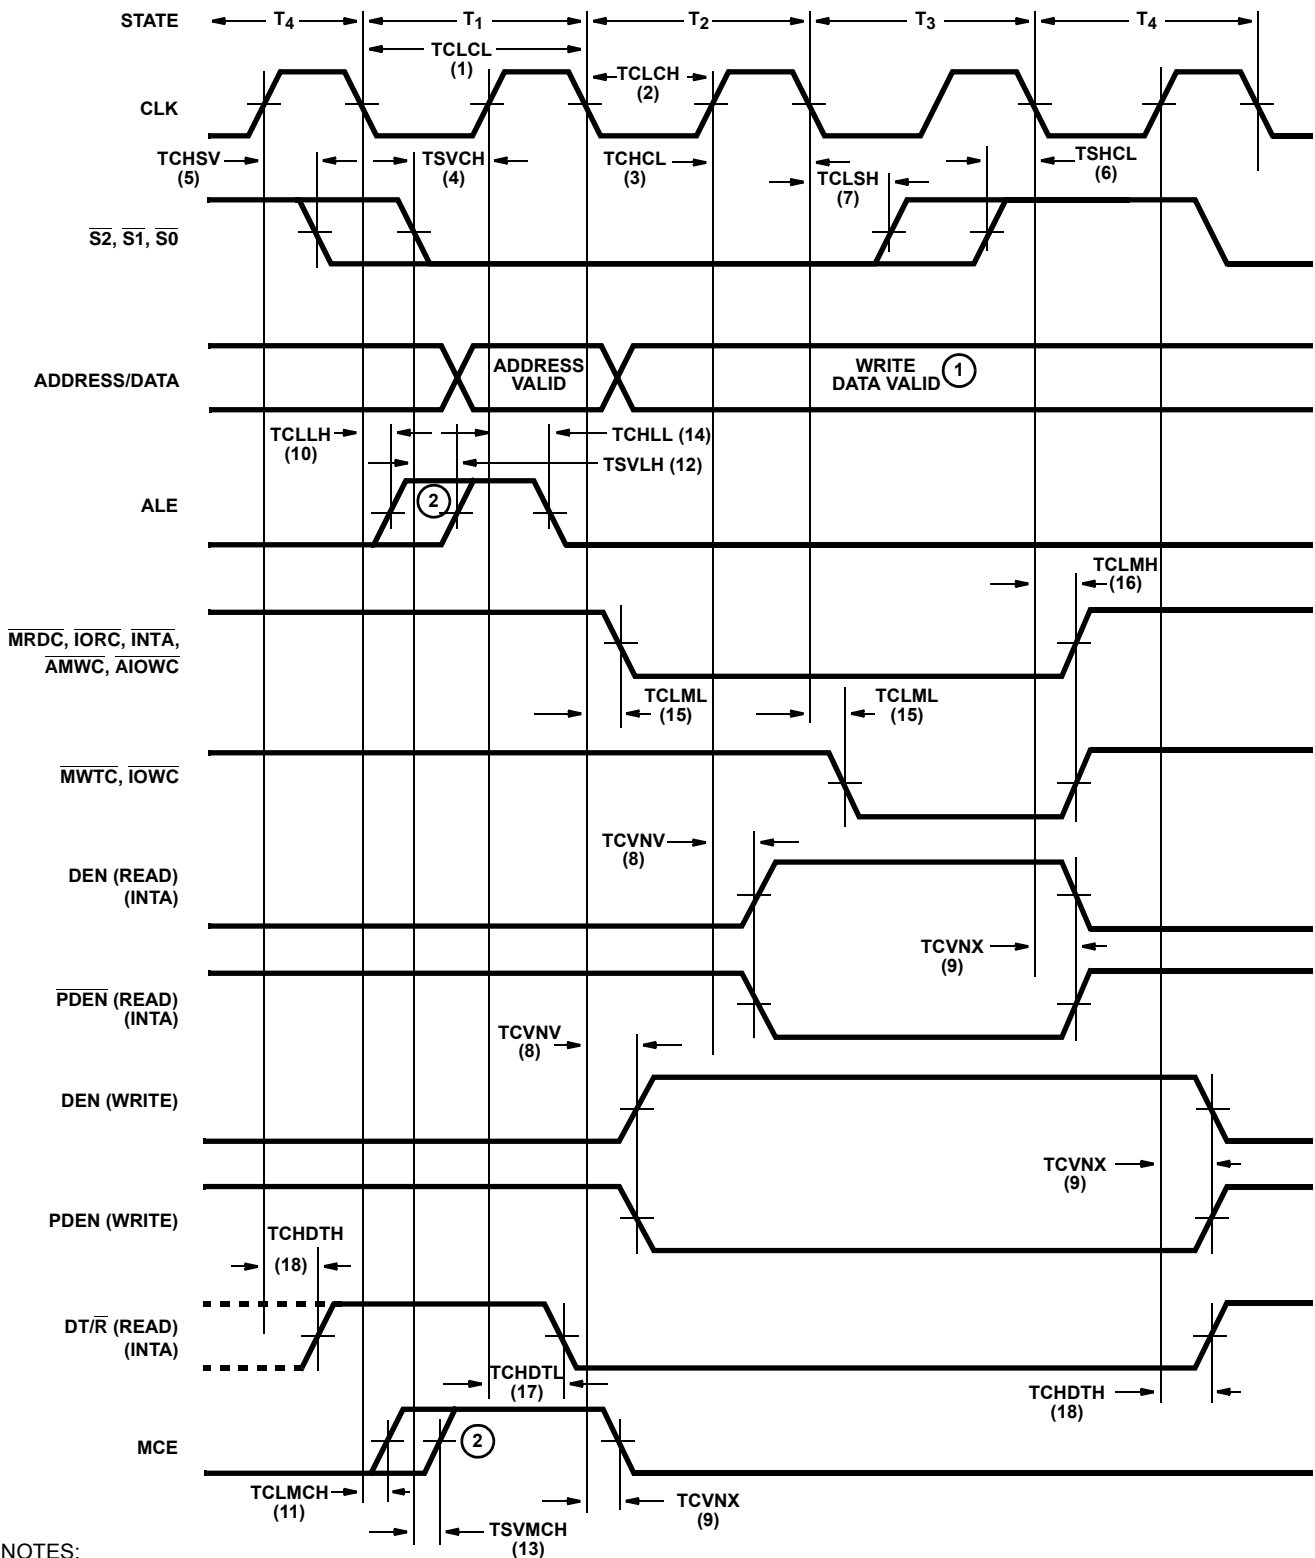 STATE T4 T1 T2 T3 T4
TCLCL
(1)
TCLCH
(2)
CLK
TCHSV
(5)
TSVCH
(4)
TCHCL
(3)
TCLSH
(7)
TSHCL
(6)
S2, S1, S0
ADDRESS/DATA
ADDRESS
VALID
WRITE
DATA VALID 1
TCLLH
(10)
TCHLL (14)
TSVLH (12)
ALE
2
TCLMH
(16)
MRDC, IORC, INTA,
AMWC, AIOWC
TCLML
(15)
TCLML
(15)
MWTC, IOWC
TCVNV
(8)
DEN (READ)
(INTA)
TCVNX
(9)
PDEN (READ)
(INTA)
TCVNV
(8)
DEN (WRITE)
TCVNX
(9)
PDEN (WRITE)
TCHDTH
(18)
DT/R (READ)
(INTA)
TCHDTL
(17)
TCHDTH
(18)
MCE
2
TCLMCH
(11)
TCVNX
(9)
TSVMCH
(13)
NOTES: